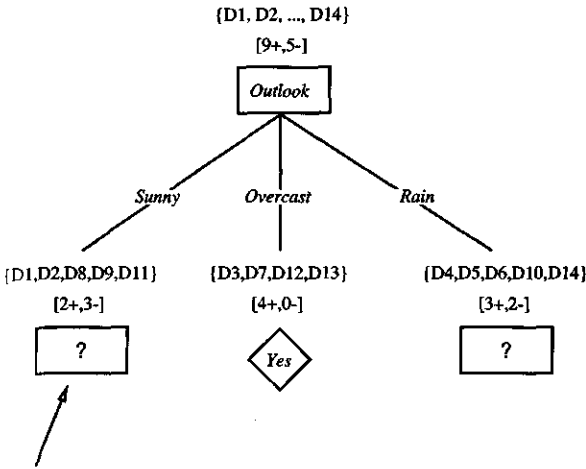 {D1, D2, ..., D14}
[9+,5-]
Outlook
Sunny
Overcast
Rain
{D1,D2,D8,D9,D11}
{D3,D7,D12,D13}
{D4,D5,D6,D10,D14}
[2+,3-]
[4+,0-]
[3+,2-]
?
Yes
?